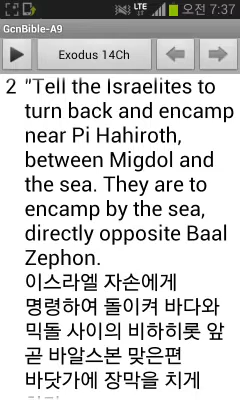 LTE 오전 7:37
GcnBible-A9
Exodus 14Ch
2 "Tell the Israelites to
turn back and encamp
near Pi Hahiroth,
between Migdol and
the sea. They are to
encamp by the sea,
directly opposite Baal
Zephon.
이스라엘 자손에게
명령하여 돌이켜 바다와
믹돌 사이의 비하히롯 앞
곧 바알스본 맞은편
바닷가에 장막을 치게